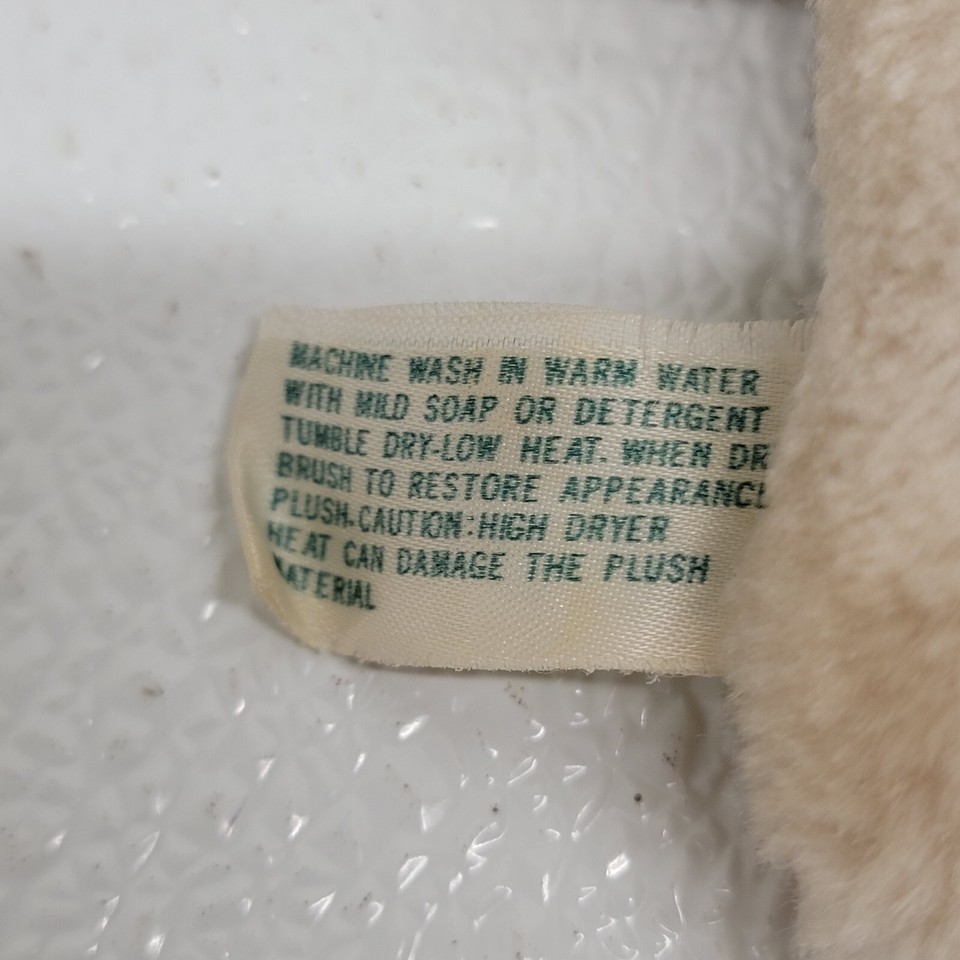 MACHINE WASH IN WARM WATER
WITH MILD SOAP OR DETERGENT
TUMBLE DRY-LOW HEAT. WHEN DR
BRUSH TO RESTORE APPEARANCE
PLUSH.CAUTION:HIGH DRYER
HEAT CAN DAMAGE THE PLUSH
MATERIAL